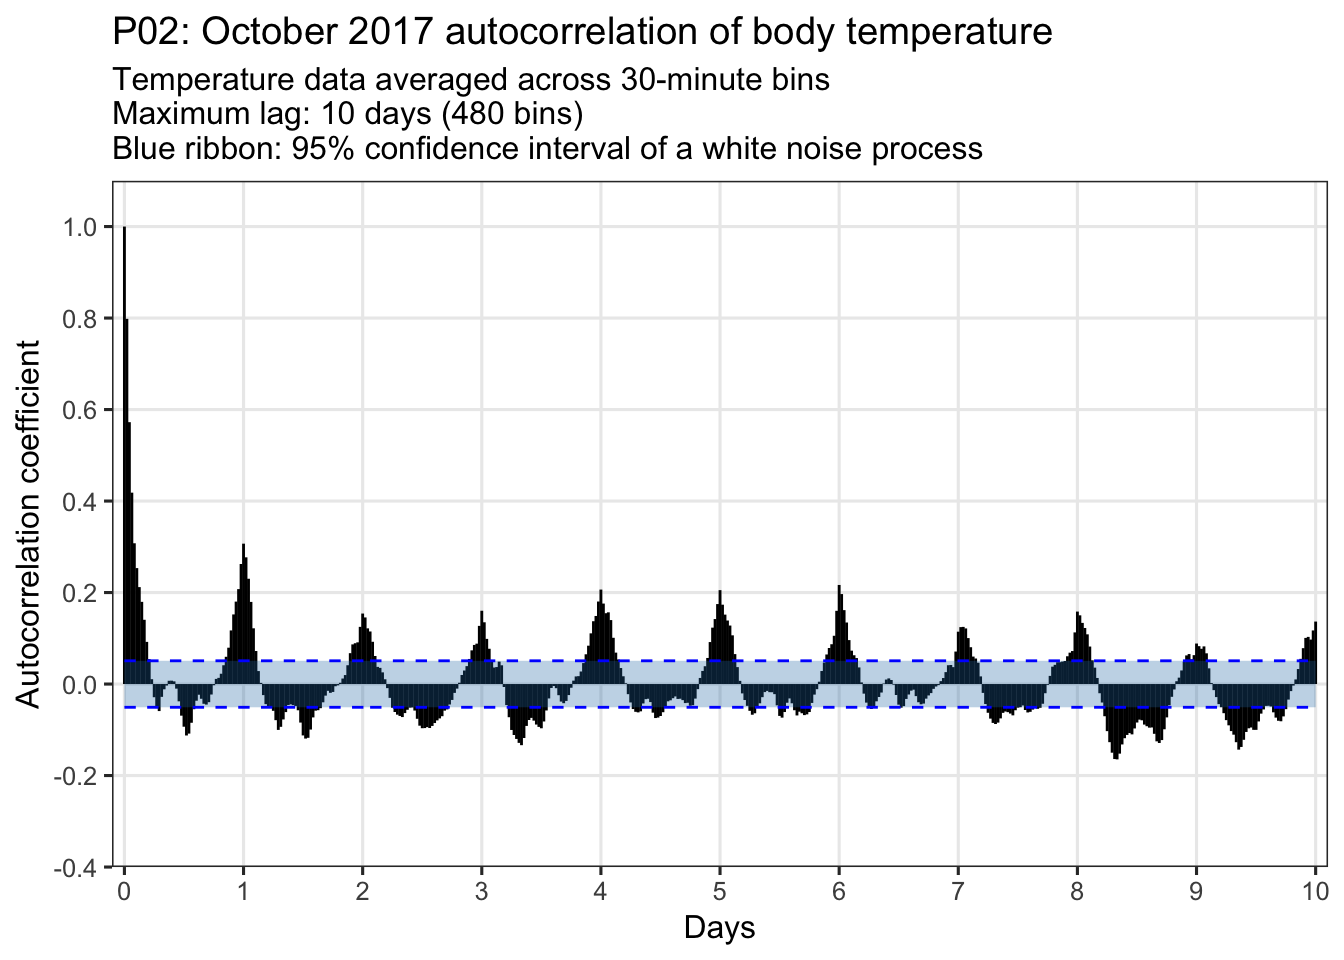 P02: October 2017 autocorrelation of body temperature
Temperature data averaged across 30-minute bins
Maximum lag: 10 days (480 bins)
Blue ribbon: 95% confidence interval of a white noise process
Autocorrelation coefficient
1.0
0.8
0.6
0.4
0.2
0.0
-0.2
-0.4
0 1 2 3 4 5 6 7 8 9 10
Days